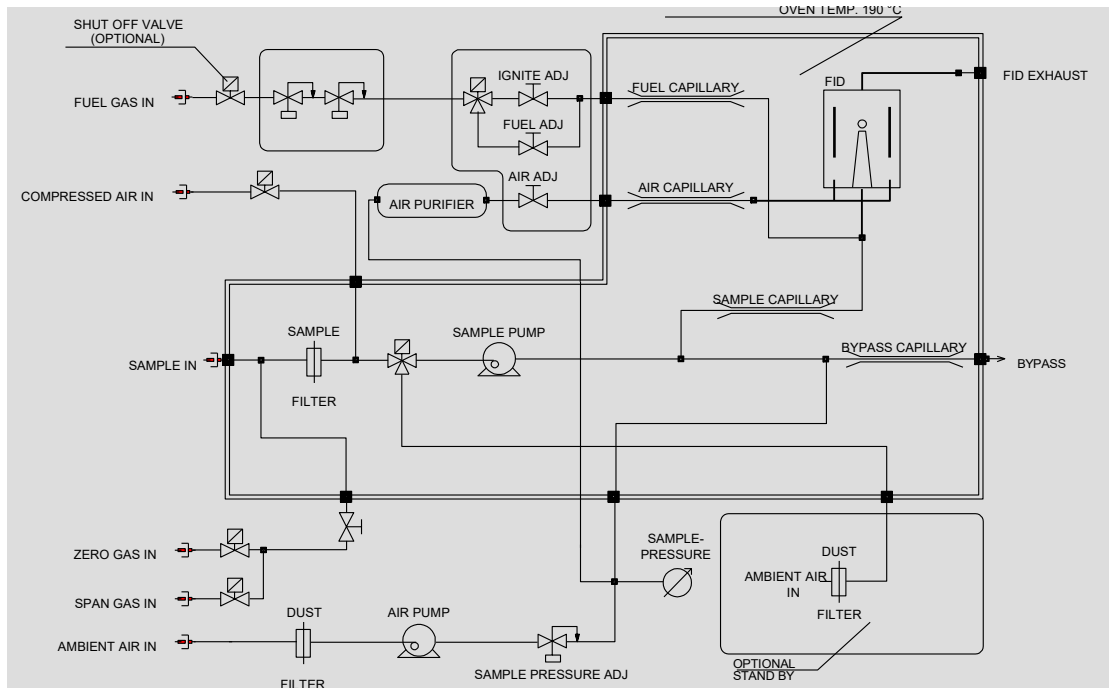 OVEN TEMP. 190 °C
SHUT OFF VALVE
(OPTIONAL)
FUEL GAS IN
IGNITE ADJ
FUEL ADJ
FUEL CAPILLARY
FID
FID EXHAUST
COMPRESSED AIR IN
AIR PURIFIER
AIR ADJ
AIR CAPILLARY
SAMPLE CAPILLARY
SAMPLE IN
SAMPLE
FILTER
SAMPLE PUMP
BYPASS CAPILLARY
BYPASS
ZERO GAS IN
SPAN GAS IN
AMBIENT AIR IN
DUST
FILTER
AIR PUMP
SAMPLE PRESSURE ADJ
SAMPLE-
PRESSURE
DUST
AMBIENT AIR
IN
FILTER
OPTIONAL
STAND BY